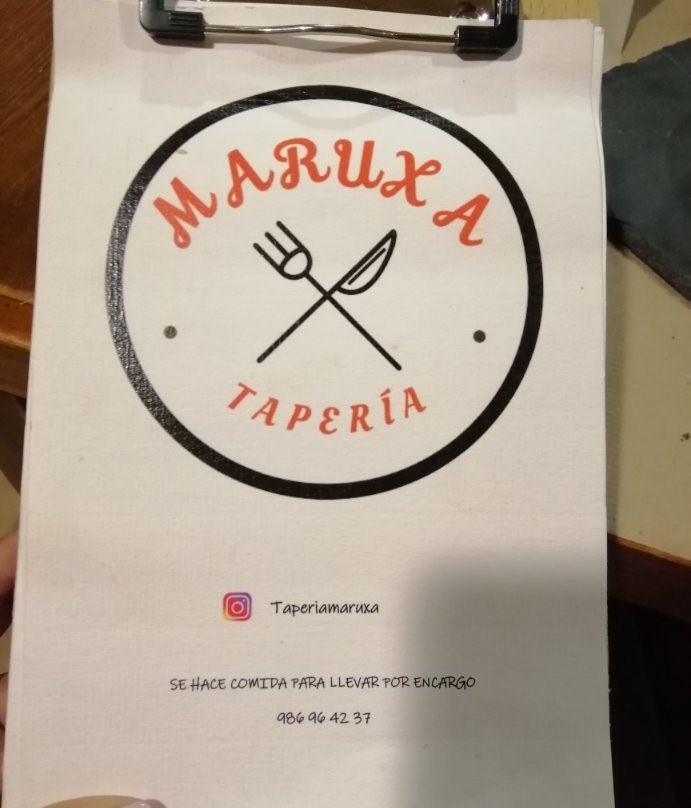 MARUXA
TAPERÍA
Taperiamaruxa
SE HACE COMIDA PARA LLEVAR POR ENCARGO
986 96 42 37